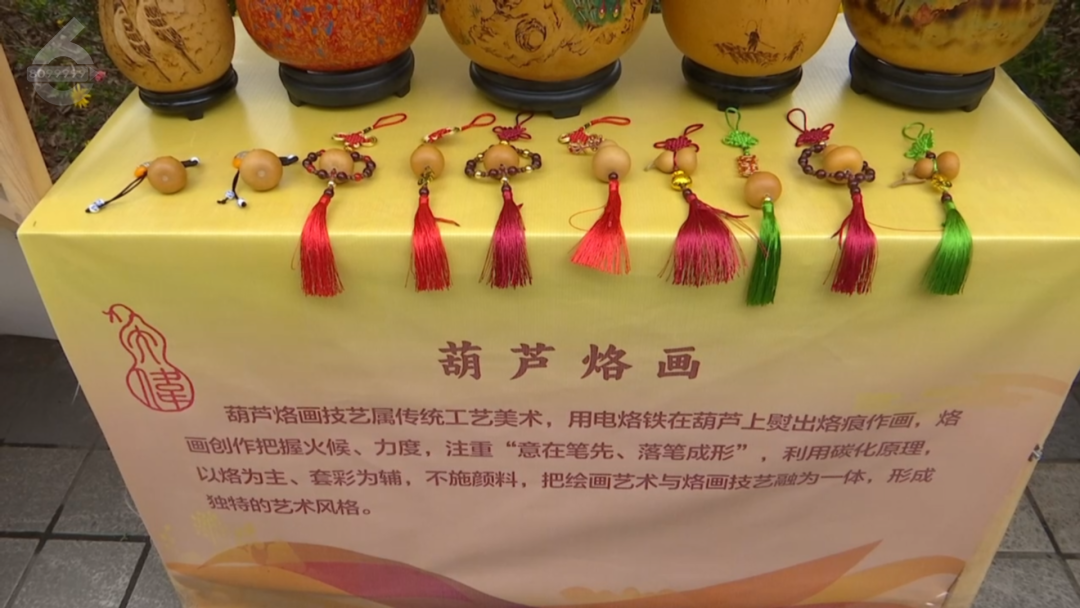 葫芦烙画
葫芦烙画技艺属传统工艺美术，用电烙铁在葫芦上熨出烙痕作画，烙
画创作把握火候、力度，注重“意在笔先、落笔成形”，利用碳化原理，
以烙为主、套彩为辅，不施颜料，把绘画艺术与烙画技艺融为一体，形成
独特的艺术风格。